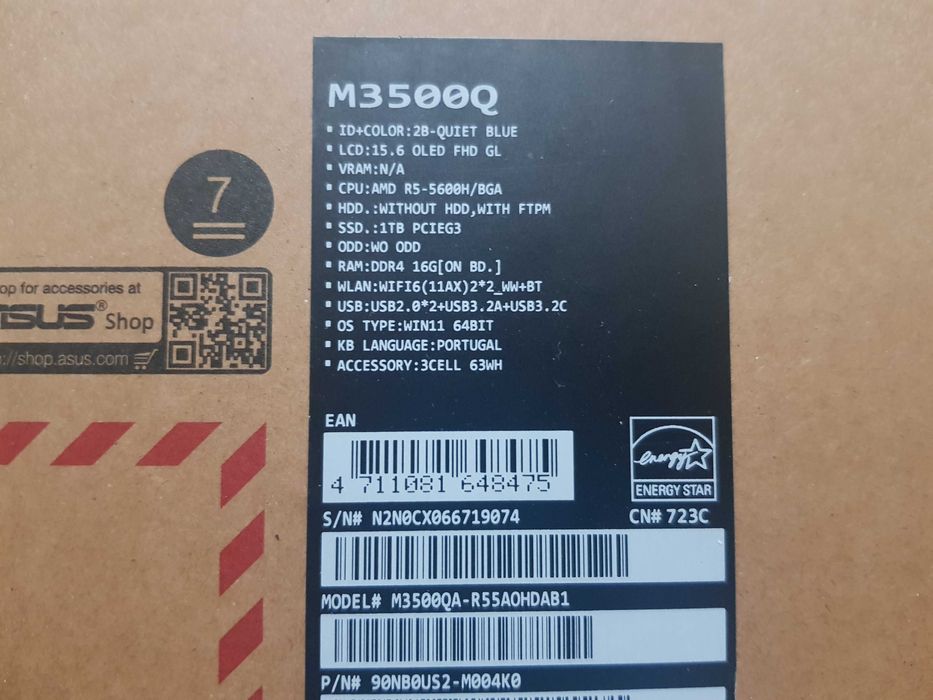 M3500Q
ID+COLOR:2B-QUIET BLUE
LCD:15.6 OLED FHD GL
VRAM:N/A
CPU:AMD R5-5600H/BGA
HDD.:WITHOUT HDD,WITH FTPM
SSD.:1TB PCIEG3
ODD:WO ODD
RAM:DDR4 16G[ON BD.]
WLAN:WIFI6(11AX)2*2_WW+BT
USB:USB2.0*2+USB3.2A+USB3.2C
OS TYPE:WIN11 64BIT
KB LANGUAGE:PORTUGAL
ACCESSORY:3CELL 63WH
EAN
4 711081 648475
energy
ENERGY STAR
S/N# N2N0CX066719074
CN# 723C
MODEL# M3500QA-R55AOHDAB1
P/N# 90NB0US2-M004K0
7
op for accessories at
ASUS® Shop
://shop.asus.com